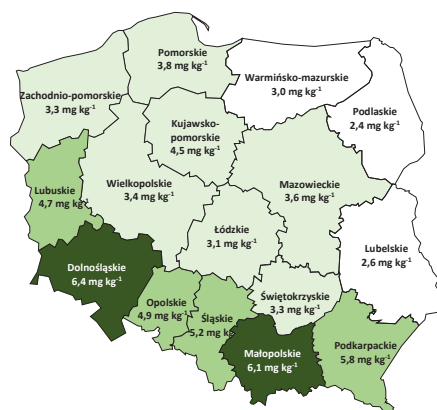 Pomorskie
3,8 mg kg⁻¹
Warmińsko-mazurskie
3,0 mg kg⁻¹
Zachodnio-pomorskie
3,3 mg kg⁻¹
Podlaskie
2,4 mg kg⁻¹
Kujawsko-
pomorskie
4,5 mg kg⁻¹
Lubuskie
4,7 mg kg⁻¹
Wielkopolskie
3,4 mg kg⁻¹
Mazowieckie
3,6 mg kg⁻¹
Łódzkie
3,1 mg kg⁻¹
Lubelskie
2,6 mg kg⁻¹
Dolnośląskie
6,4 mg kg⁻¹
Opolskie
4,9 mg kg⁻¹
Śląskie
5,2 mg kg⁻¹
Świętokrzyskie
3,3 mg kg⁻¹
Małopolskie
6,1 mg kg⁻¹
Podkarpackie
5,8 mg kg⁻¹